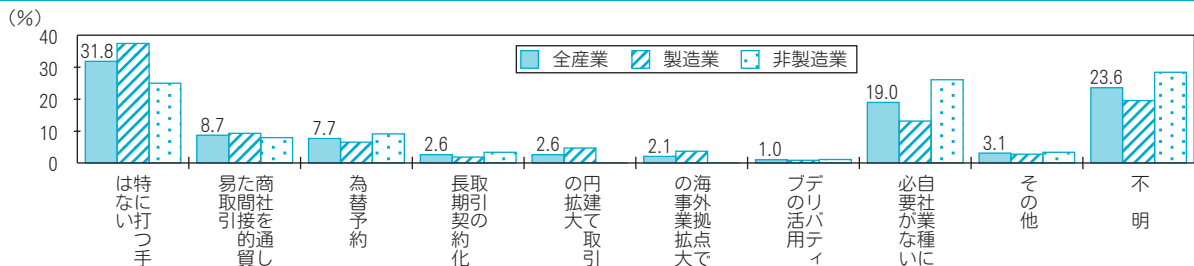 (%)
40
30
20
10
0
全産業
製造業
非製造業
31.8
8.7
7.7
2.6
2.6
2.1
1.0
19.0
3.1
23.6
特に打つ手
はない
商社を通し
た間接的貿
易取引
為替予約
取引の
長期契約化
円建て取引
の拡大
海外拠点で
の事業拡大
デリバティ
ブの活用
自社業種に
必要がない
その他
不明